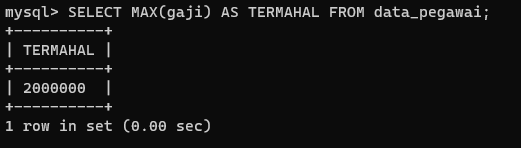 mysql> SELECT MAX(gaji) AS TERMAHAL FROM data_pegawai;
+----------+
| TERMAHAL |
+----------+
| 2000000  |
+----------+
1 row in set (0.00 sec)